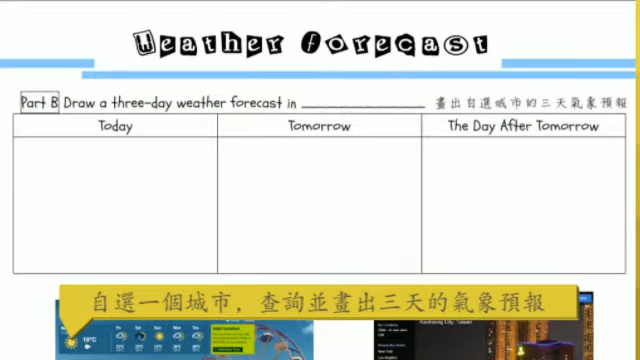 Weather Forecast
Part B Draw a three-day weather forecast in ____________ 畫出自選城市的三天氣象預報
Today Tomorrow The Day After Tomorrow
自選一個城市，查詢並畫出三天的氣象預報
Kaohsiung City, Taiwan
18°C